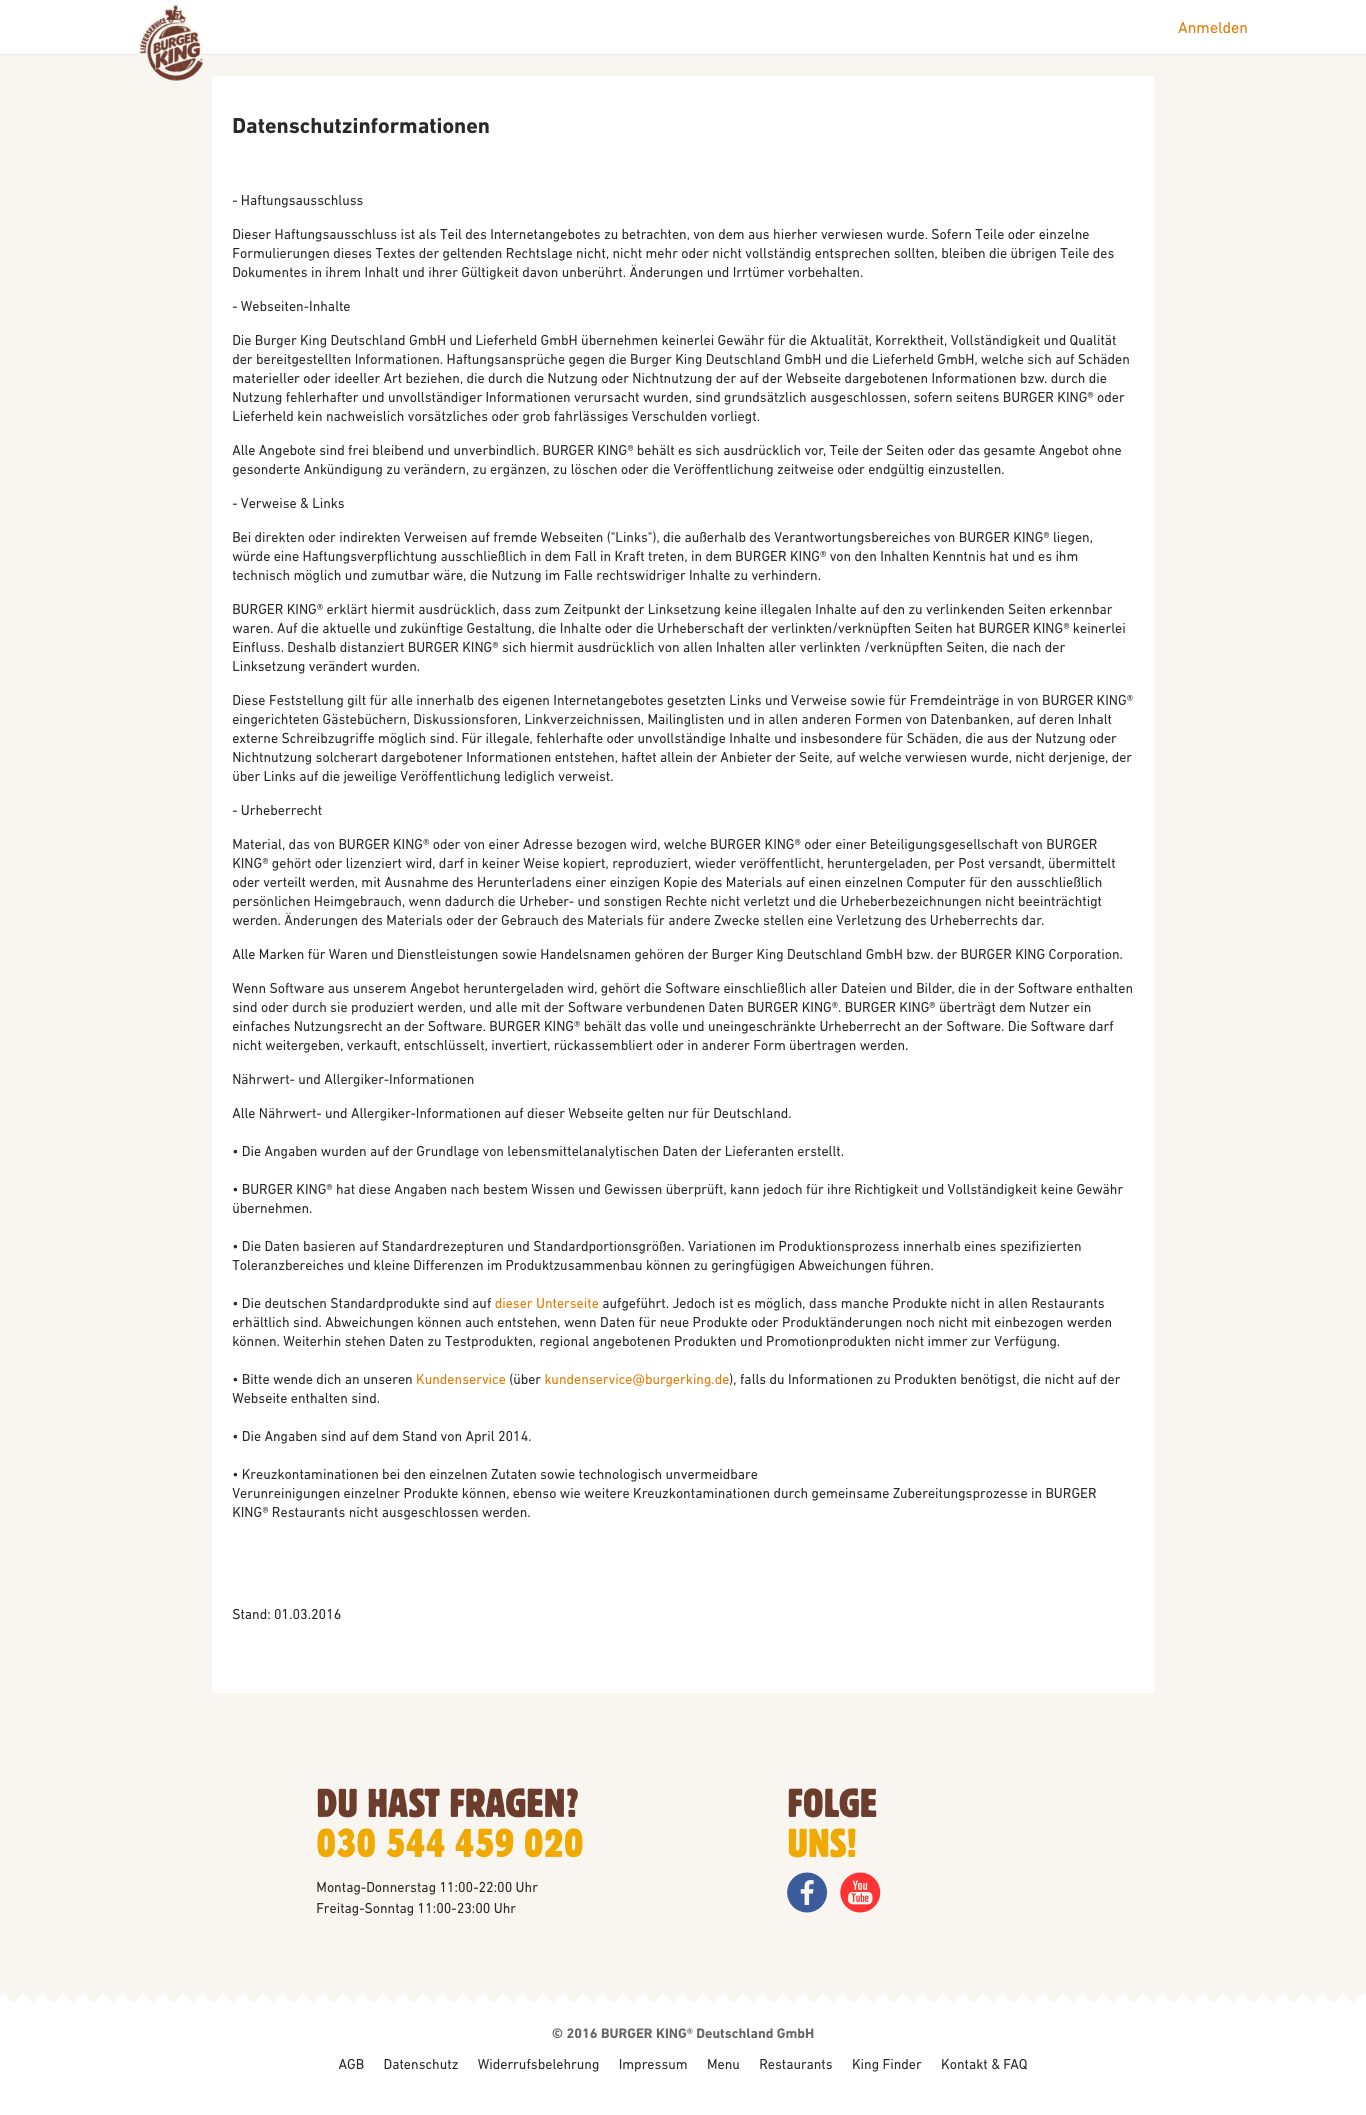 LIEFERSERVICE
BURGER
KING
Anmelden
Datenschutzinformationen
- Haftungsausschluss
Dieser Haftungsausschluss ist als Teil des Internetangebotes zu betrachten, von dem aus hierher verwiesen wurde. Sofern Teile oder einzelne
Formulierungen dieses Textes der geltenden Rechtslage nicht, nicht mehr oder nicht vollständig entsprechen sollten, bleiben die übrigen Teile des
Dokumentes in ihrem Inhalt und ihrer Gültigkeit davon unberührt. Änderungen und Irrtümer vorbehalten.
- Webseiten-Inhalte
Die Burger King Deutschland GmbH und Lieferheld GmbH übernehmen keinerlei Gewähr für die Aktualität, Korrektheit, Vollständigkeit und Qualität
der bereitgestellten Informationen. Haftungsansprüche gegen die Burger King Deutschland GmbH und die Lieferheld GmbH, welche sich auf Schäden
materieller oder ideeller Art beziehen, die durch die Nutzung oder Nichtnutzung der auf der Webseite dargebotenen Informationen bzw. durch die
Nutzung fehlerhafter und unvollständiger Informationen verursacht wurden, sind grundsätzlich ausgeschlossen, sofern seitens BURGER KING® oder
Lieferheld kein nachweislich vorsätzliches oder grob fahrlässiges Verschulden vorliegt.
Alle Angebote sind frei bleibend und unverbindlich. BURGER KING® behält es sich ausdrücklich vor, Teile der Seiten oder das gesamte Angebot ohne
gesonderte Ankündigung zu verändern, zu ergänzen, zu löschen oder die Veröffentlichung zeitweise oder endgültig einzustellen.
- Verweise & Links
Bei direkten oder indirekten Verweisen auf fremde Webseiten ("Links"), die außerhalb des Verantwortungsbereiches von BURGER KING® liegen,
würde eine Haftungsverpflichtung ausschließlich in dem Fall in Kraft treten, in dem BURGER KING® von den Inhalten Kenntnis hat und es ihm
technisch möglich und zumutbar wäre, die Nutzung im Falle rechtswidriger Inhalte zu verhindern.
BURGER KING® erklärt hiermit ausdrücklich, dass zum Zeitpunkt der Linksetzung keine illegalen Inhalte auf den zu verlinkenden Seiten erkennbar
waren. Auf die aktuelle und zukünftige Gestaltung, die Inhalte oder die Urheberschaft der verlinkten/verknüpften Seiten hat BURGER KING® keinerlei
Einfluss. Deshalb distanziert BURGER KING® sich hiermit ausdrücklich von allen Inhalten aller verlinkten /verknüpften Seiten, die nach der
Linksetzung verändert wurden.
Diese Feststellung gilt für alle innerhalb des eigenen Internetangebotes gesetzten Links und Verweise sowie für Fremdeinträge in von BURGER KING®
eingerichteten Gästebüchern, Diskussionsforen, Linkverzeichnissen, Mailinglisten und in allen anderen Formen von Datenbanken, auf deren Inhalt
externe Schreibzugriffe möglich sind. Für illegale, fehlerhafte oder unvollständige Inhalte und insbesondere für Schäden, die aus der Nutzung oder
Nichtnutzung solcherart dargebotener Informationen entstehen, haftet allein der Anbieter der Seite, auf welche verwiesen wurde, nicht derjenige, der
über Links auf die jeweilige Veröffentlichung lediglich verweist.
- Urheberrecht
Material, das von BURGER KING® oder von einer Adresse bezogen wird, welche BURGER KING® oder einer Beteiligungsgesellschaft von BURGER
KING® gehört oder lizenziert wird, darf in keiner Weise kopiert, reproduziert, wieder veröffentlicht, heruntergeladen, per Post versandt, übermittelt
oder verteilt werden, mit Ausnahme des Herunterladens einer einzigen Kopie des Materials auf einen einzelnen Computer für den ausschließlich
persönlichen Heimgebrauch, wenn dadurch die Urheber- und sonstigen Rechte nicht verletzt und die Urheberbezeichnungen nicht beeinträchtigt
werden. Änderungen des Materials oder der Gebrauch des Materials für andere Zwecke stellen eine Verletzung des Urheberrechts dar.
Alle Marken für Waren und Dienstleistungen sowie Handelsnamen gehören der Burger King Deutschland GmbH bzw. der BURGER KING Corporation.
Wenn Software aus unserem Angebot heruntergeladen wird, gehört die Software einschließlich aller Dateien und Bilder, die in der Software enthalten
sind oder durch sie produziert werden, und alle mit der Software verbundenen Daten BURGER KING®. BURGER KING® überträgt dem Nutzer ein
einfaches Nutzungsrecht an der Software. BURGER KING® behält das volle und uneingeschränkte Urheberrecht an der Software. Die Software darf
nicht weitergeben, verkauft, entschlüsselt, invertiert, rückassembliert oder in anderer Form übertragen werden.
Nährwert- und Allergiker-Informationen
Alle Nährwert- und Allergiker-Informationen auf dieser Webseite gelten nur für Deutschland.
• Die Angaben wurden auf der Grundlage von lebensmittelanalytischen Daten der Lieferanten erstellt.
• BURGER KING® hat diese Angaben nach bestem Wissen und Gewissen überprüft, kann jedoch für ihre Richtigkeit und Vollständigkeit keine Gewähr
übernehmen.
• Die Daten basieren auf Standardrezepturen und Standardportionsgrößen. Variationen im Produktionsprozess innerhalb eines spezifizierten
Toleranzbereiches und kleine Differenzen im Produktzusammenbau können zu geringfügigen Abweichungen führen.
• Die deutschen Standardprodukte sind auf dieser Unterseite aufgeführt. Jedoch ist es möglich, dass manche Produkte nicht in allen Restaurants
erhältlich sind. Abweichungen können auch entstehen, wenn Daten für neue Produkte oder Produktänderungen noch nicht mit einbezogen werden
können. Weiterhin stehen Daten zu Testprodukten, regional angebotenen Produkten und Promotionprodukten nicht immer zur Verfügung.
• Bitte wende dich an unseren Kundenservice (über kundenservice@burgerking.de), falls du Informationen zu Produkten benötigst, die nicht auf der
Webseite enthalten sind.
• Die Angaben sind auf dem Stand von April 2014.
• Kreuzkontaminationen bei den einzelnen Zutaten sowie technologisch unvermeidbare
Verunreinigungen einzelner Produkte können, ebenso wie weitere Kreuzkontaminationen durch gemeinsame Zubereitungsprozesse in BURGER
KING® Restaurants nicht ausgeschlossen werden.
Stand: 01.03.2016
DU HAST FRAGEN?
030 544 459 020
Montag-Donnerstag 11:00-22:00 Uhr
Freitag-Sonntag 11:00-23:00 Uhr
FOLGE
UNS!
You
Tube
© 2016 BURGER KING® Deutschland GmbH
AGB Datenschutz Widerrufsbelehrung Impressum Menu Restaurants King Finder Kontakt & FAQ